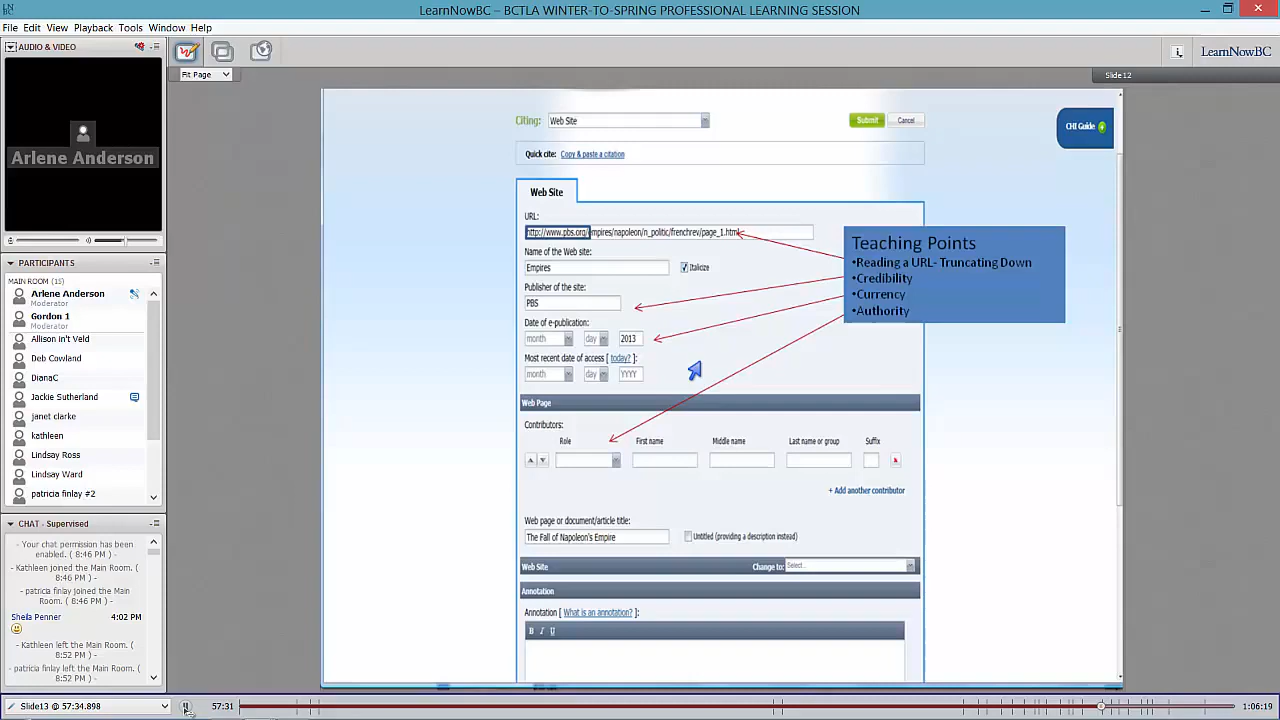 LearnNowBC – BCTLA WINTER-TO-SPRING PROFESSIONAL LEARNING SESSION
File Edit View Playback Tools Window Help
AUDIO & VIDEO
Arlene Anderson
PARTICIPANTS
MAIN ROOM (15)
Arlene Anderson
Moderator
Gordon 1
Moderator
Allison in't Veld
Deb Cowland
DianaC
Jackie Sutherland
janet clarke
kathleen
Lindsay Ross
Lindsay Ward
patricia finlay #2
CHAT - Supervised
- Your chat permission has been
enabled. ( 8:46 PM ) -
- Kathleen joined the Main Room. (
8:46 PM ) -
- patricia finlay joined the Main
Room. ( 8:46 PM ) -
Sheila Penner 4:02 PM
- Kathleen left the Main Room. (
8:52 PM ) -
- patricia finlay left the Main Room. (
8:52 PM ) -
Fit Page
LearnNowBC
Slide 12
Citing: Web Site Submit Cancel
CHI Guide
Quick cite: Copy & paste a citation
Web Site
URL:
http://www.pbs.org/empires/napoleon/n_politic/frenchrev/page_1.html
Name of the Web site:
Empires Italicize
Publisher of the site:
PBS
Date of e-publication:
month day 2013
Most recent date of access [ today? ]:
month day YYYY
Teaching Points
•Reading a URL- Truncating Down
•Credibility
•Currency
•Authority
Web Page
Contributors:
Role First name Middle name Last name or group Suffix
+ Add another contributor
Web page or document/article title:
The Fall of Napoleon's Empire Untitled (providing a description instead)
Web Site Change to: Select...
Annotation
Annotation [ What is an annotation? ]:
B I U
Slide13 @ 57:34.898 57:31 1:06:19